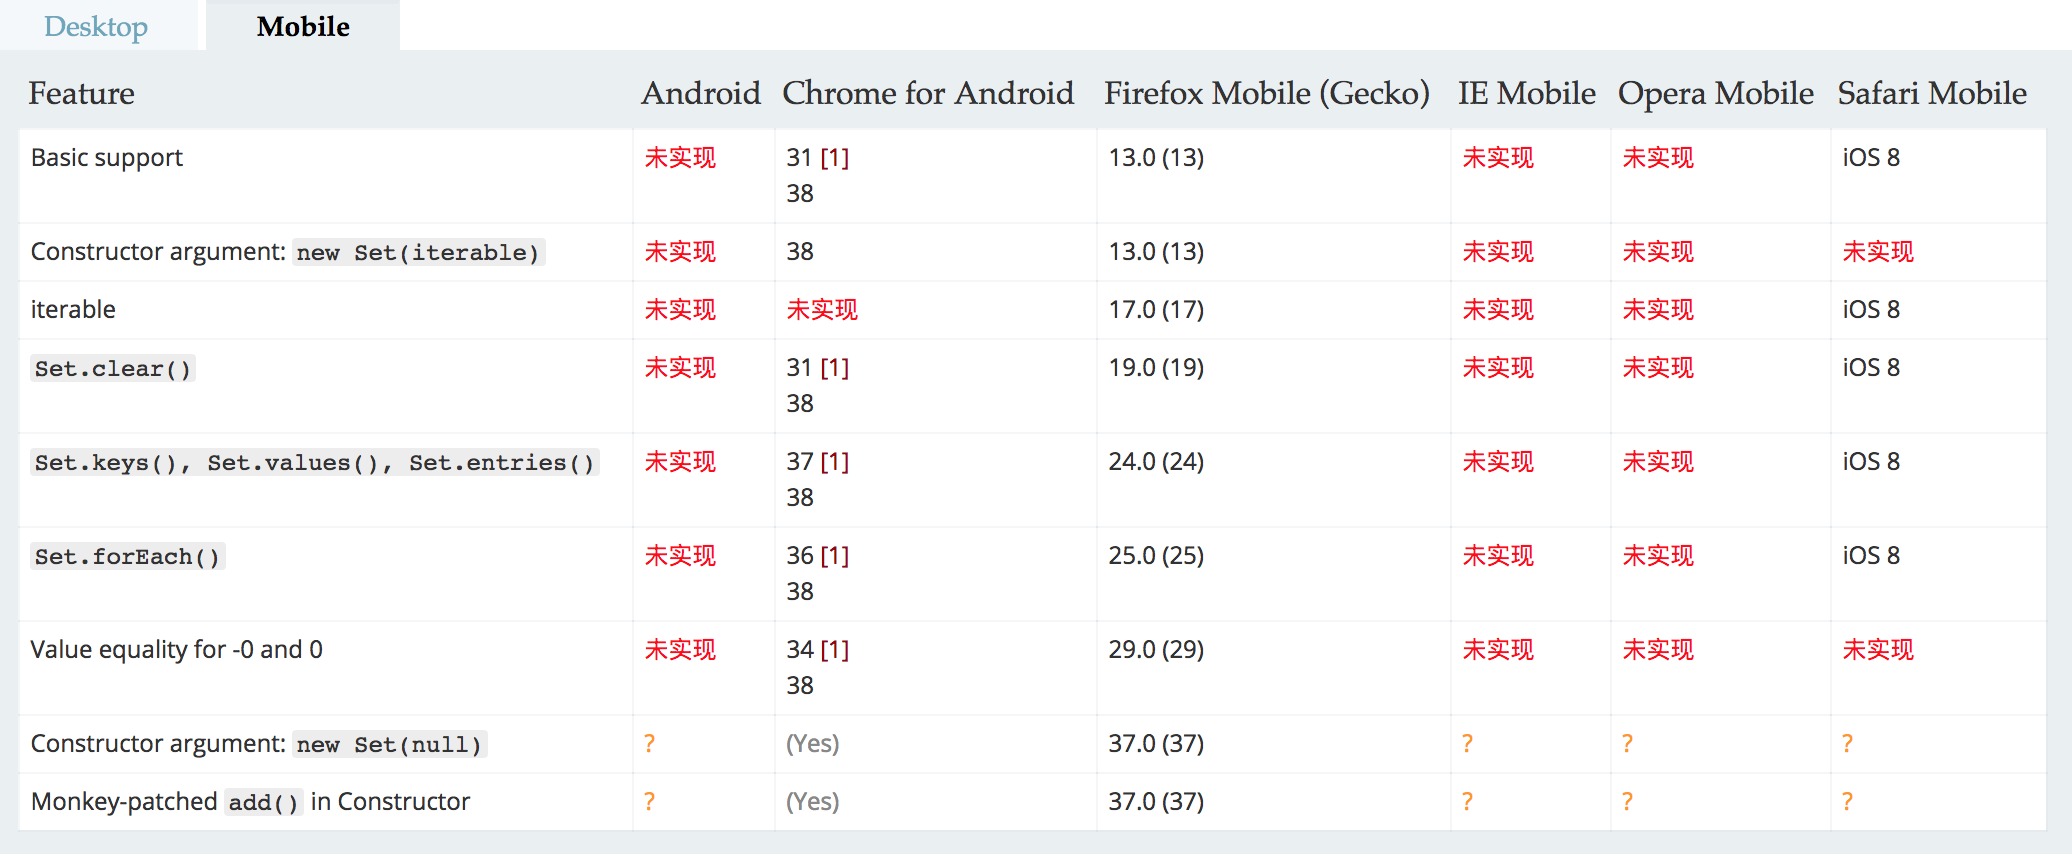 Desktop Mobile
Feature Android Chrome for Android Firefox Mobile (Gecko) IE Mobile Opera Mobile Safari Mobile
Basic support 未实现 31 [1] 13.0 (13) 未实现 未实现 iOS 8
38
Constructor argument: new Set(iterable) 未实现 38 13.0 (13) 未实现 未实现 未实现
iterable 未实现 未实现 17.0 (17) 未实现 未实现 iOS 8
Set.clear() 未实现 31 [1] 19.0 (19) 未实现 未实现 iOS 8
38
Set.keys(), Set.values(), Set.entries() 未实现 37 [1] 24.0 (24) 未实现 未实现 iOS 8
38
Set.forEach() 未实现 36 [1] 25.0 (25) 未实现 未实现 iOS 8
38
Value equality for -0 and 0 未实现 34 [1] 29.0 (29) 未实现 未实现 未实现
38
Constructor argument: new Set(null) ? (Yes) 37.0 (37) ? ? ?
Monkey-patched add() in Constructor ? (Yes) 37.0 (37) ? ? ?